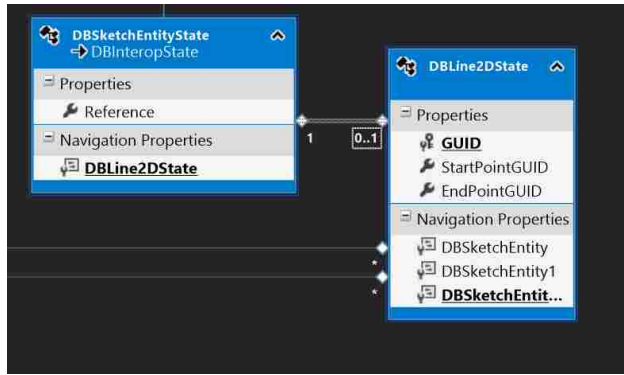 DBSketchEntityState
DBInteropState
Properties
Reference
Navigation Properties
DBLine2DState
1
0..1
DBLine2DState
Properties
GUID
StartPointGUID
EndPointGUID
Navigation Properties
DBSketchEntity
DBSketchEntity1
DBSketchEntit...
*
*